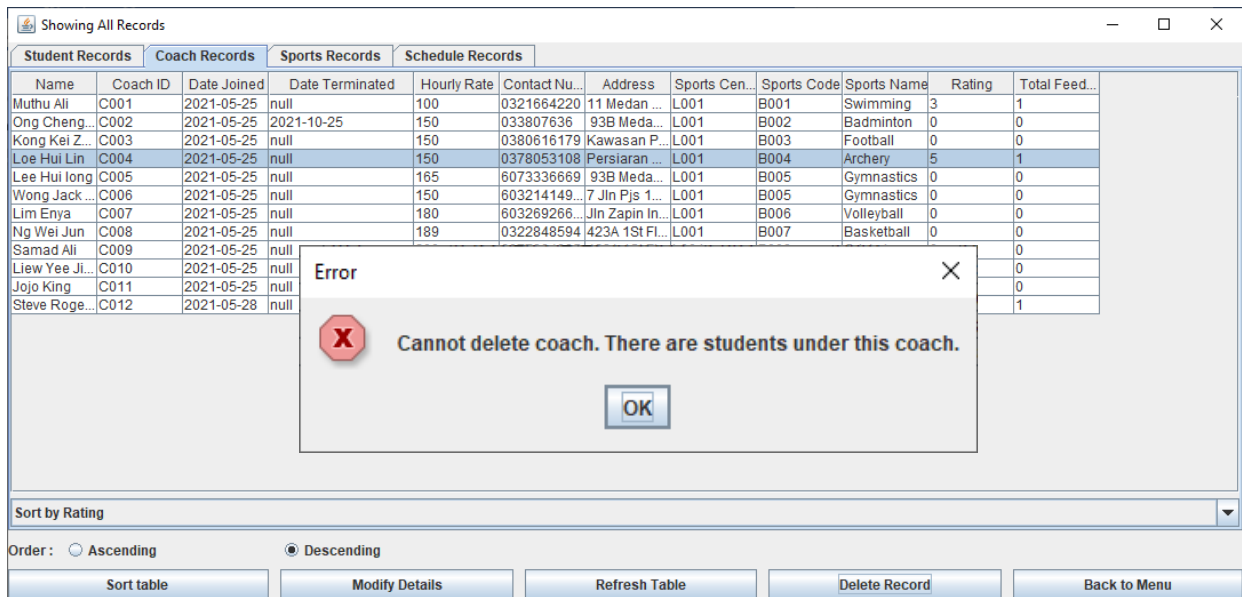 Showing All Records
Student Records Coach Records Sports Records Schedule Records
Name Coach ID Date Joined Date Terminated Hourly Rate Contact Nu... Address Sports Cen... Sports Code Sports Name Rating Total Feed...
Muthu Ali C001 2021-05-25 null 100 0321664220 11 Medan ... L001 B001 Swimming 3 1
Ong Cheng... C002 2021-05-25 2021-10-25 150 033807636 93B Meda... L001 B002 Badminton 0 0
Kong Kei Z... C003 2021-05-25 null 150 0380616179 Kawasan P... L001 B003 Football 0 0
Loe Hui Lin C004 2021-05-25 null 150 0378053108 Persiaran ... L001 B004 Archery 5 1
Lee Hui long C005 2021-05-25 null 165 6073336669 93B Meda... L001 B005 Gymnastics 0 0
Wong Jack ... C006 2021-05-25 null 150 603214149... 7 Jln Pjs 1... L001 B005 Gymnastics 0 0
Lim Enya C007 2021-05-25 null 180 603269266... Jln Zapin In... L001 B006 Volleyball 0 0
Ng Wei Jun C008 2021-05-25 null 189 0322848594 423A 1St Fl... L001 B007 Basketball 0 0
Samad Ali C009 2021-05-25 null 0
Liew Yee Ji... C010 2021-05-25 null 0
Jojo King C011 2021-05-25 null 0
Steve Roge... C012 2021-05-28 null 1
Error
Cannot delete coach. There are students under this coach.
OK
Sort by Rating
Order : Ascending Descending
Sort table Modify Details Refresh Table Delete Record Back to Menu